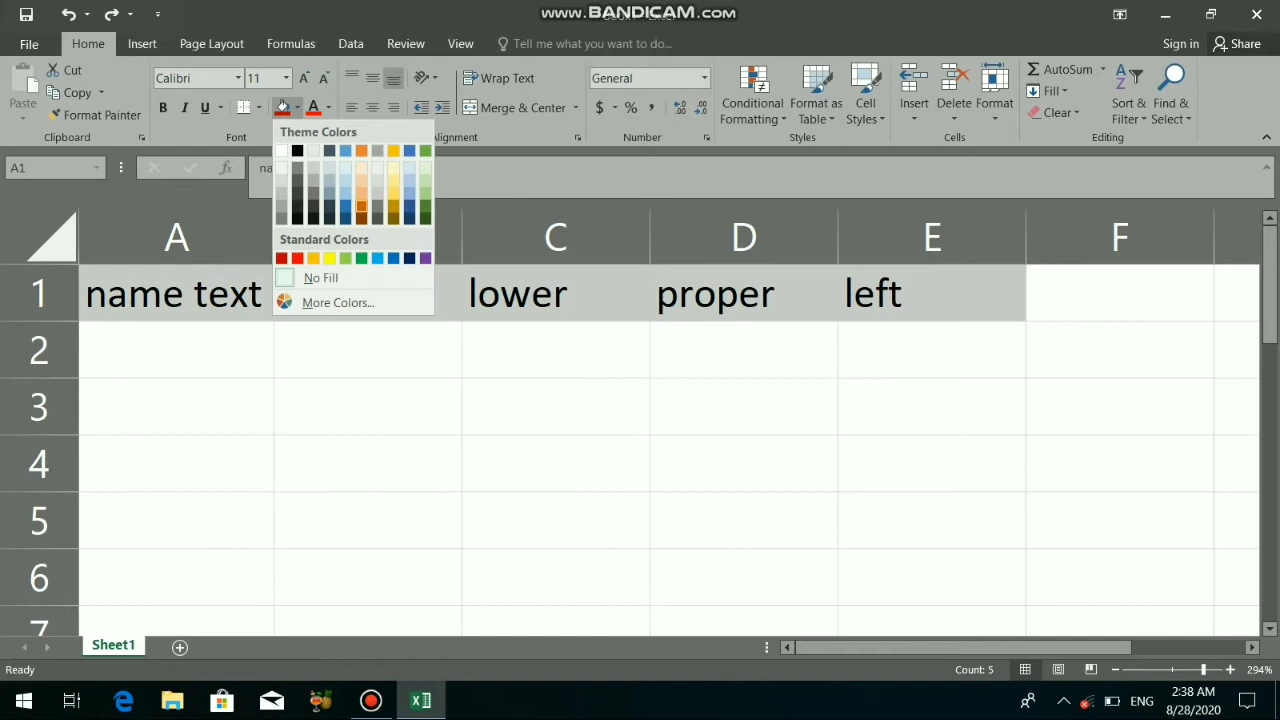 www.BANDICAM.com
File Home Insert Page Layout Formulas Data Review View Tell me what you want to do... Sign in Share
Paste Cut Copy Format Painter Clipboard
Calibri 11 Font
Wrap Text Merge & Center Alignment
General $ % , Number
Conditional Formatting Format as Table Cell Styles Styles
Insert Delete Format Cells
AutoSum Fill Clear Sort & Filter Find & Select Editing
Theme Colors
Standard Colors
No Fill
More Colors...
A1 fx na
A C D E F
1 name text lower proper left
2
3
4
5
6
7
Sheet1
Ready Count: 5 294%
ENG 2:38 AM
8/28/2020